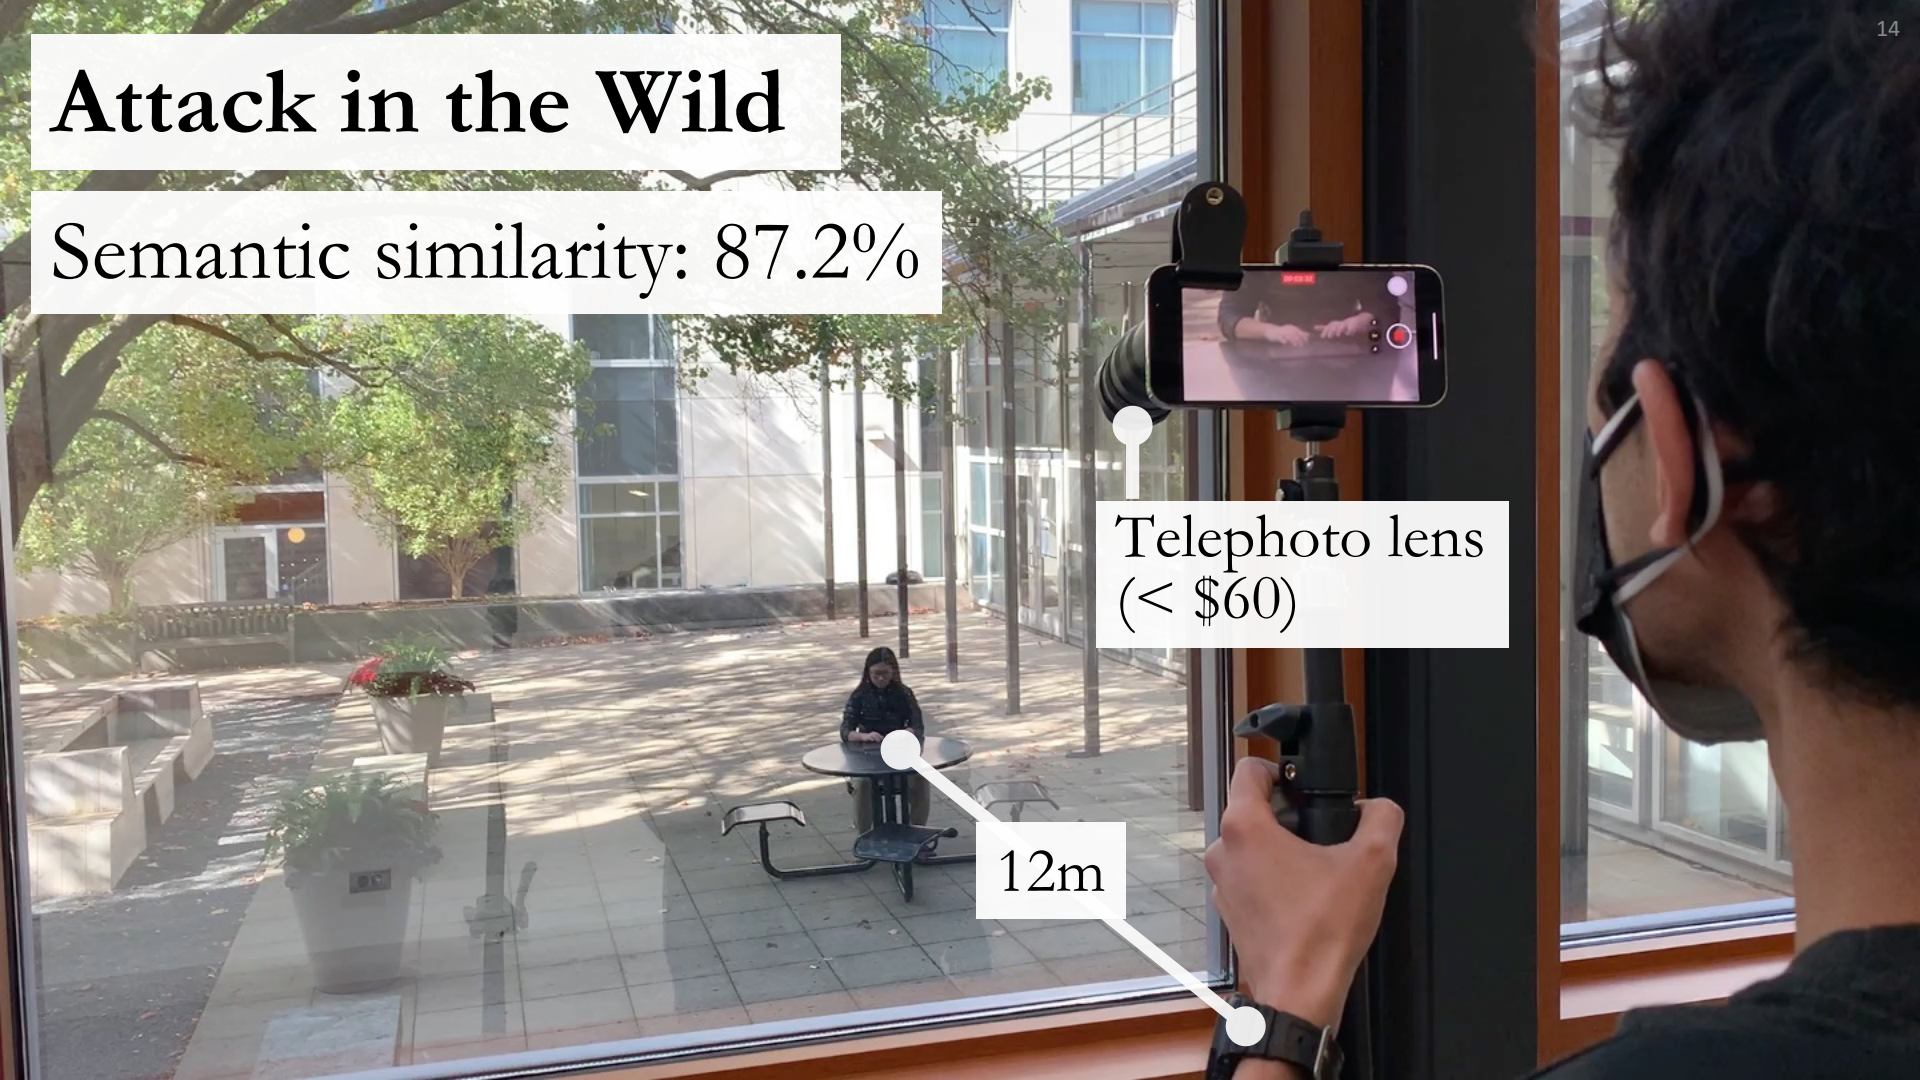 14
Attack in the Wild
Semantic similarity: 87.2%
Telephoto lens
(< $60)
12m